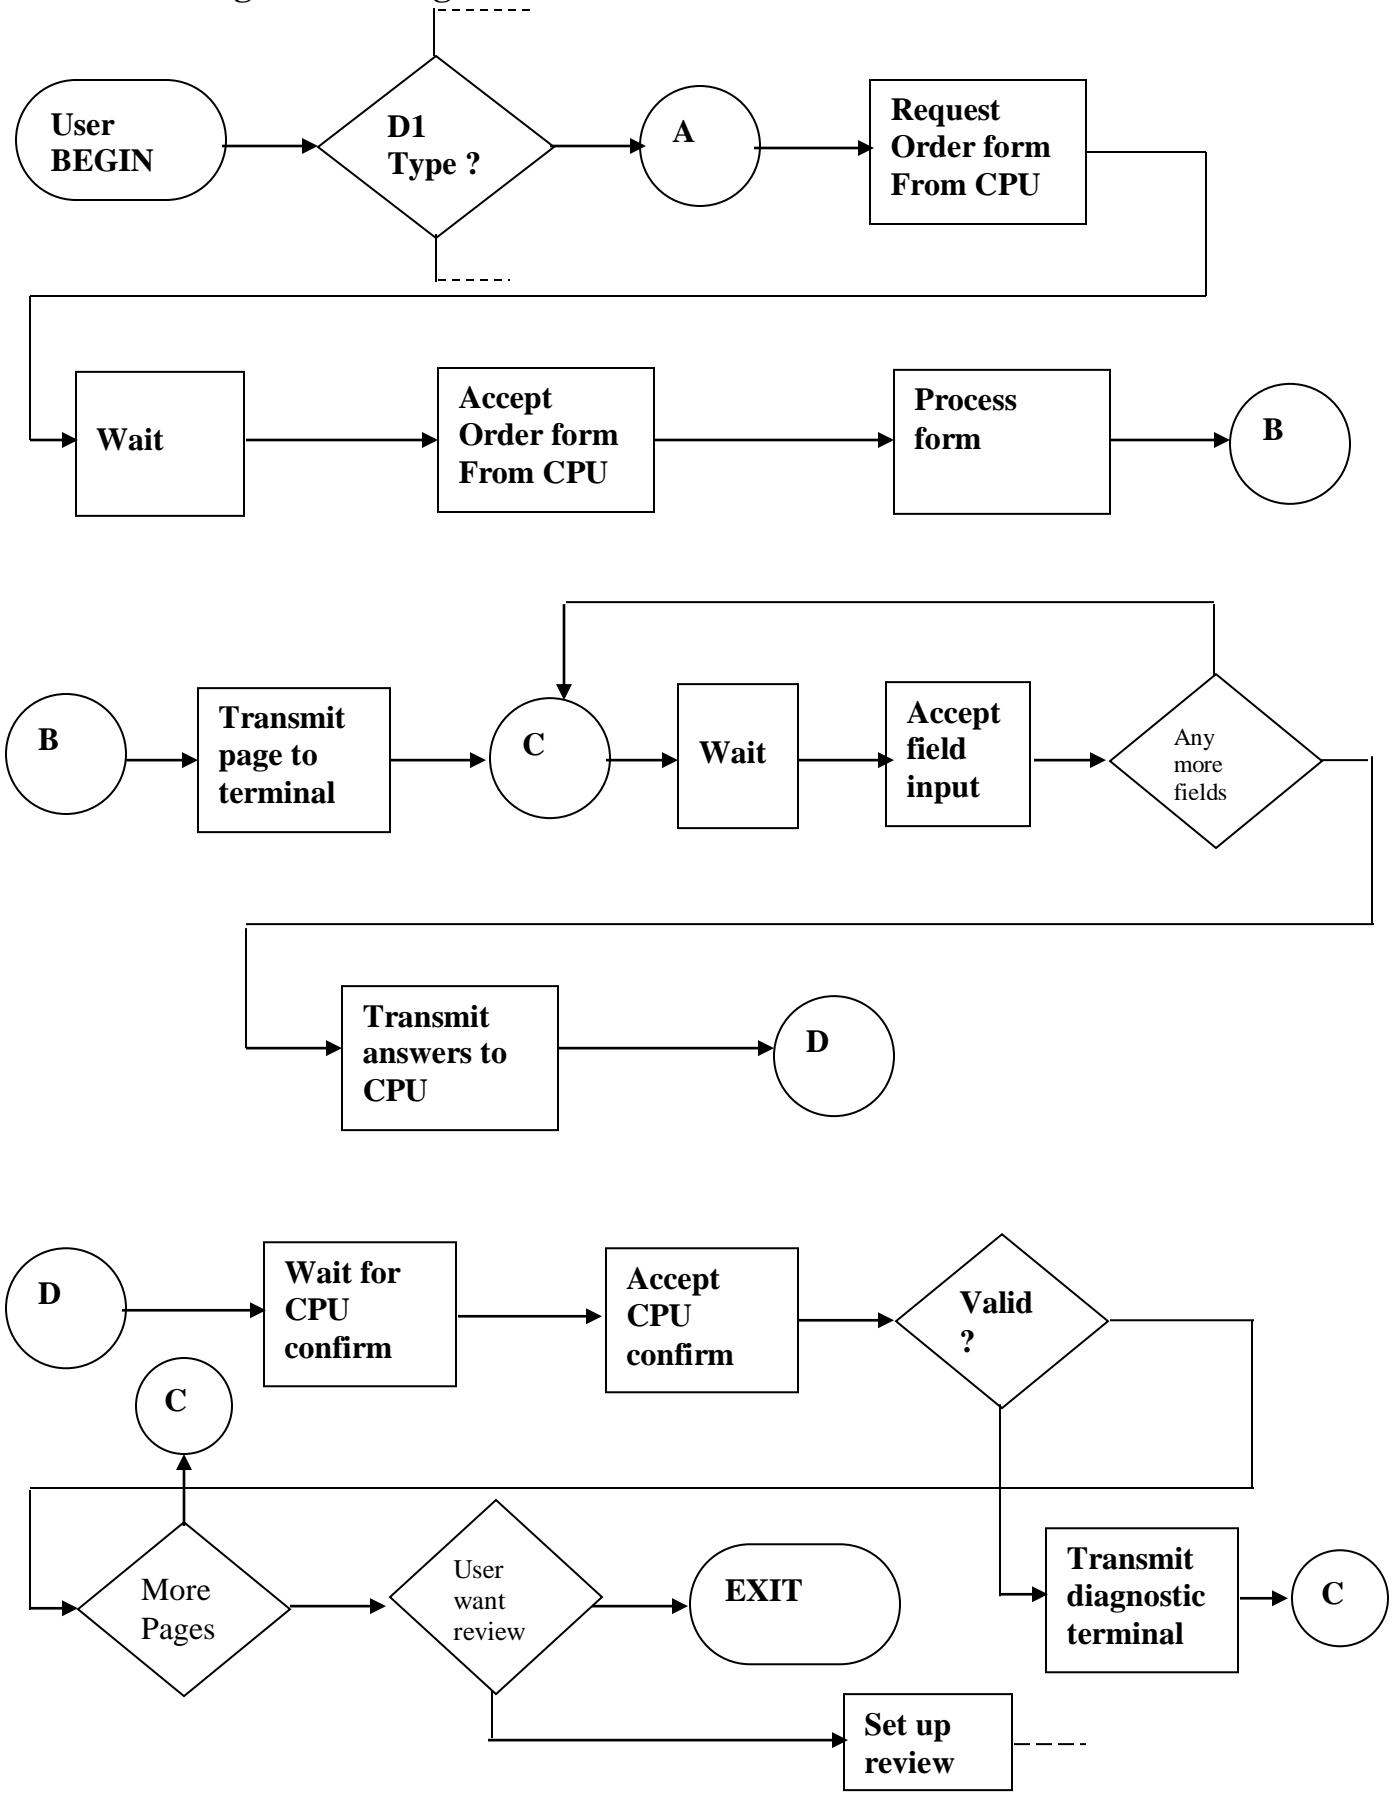 User
BEGIN
D1
Type ?
A
Request
Order form
From CPU
Wait
Accept
Order form
From CPU
Process
form
B
B
Transmit
page to
terminal
C
Wait
Accept
field
input
Any
more
fields
Transmit
answers to
CPU
D
D
Wait for
CPU
confirm
Accept
CPU
confirm
Valid
?
C
More
Pages
User
want
review
EXIT
Transmit
diagnostic
terminal
C
Set up
review